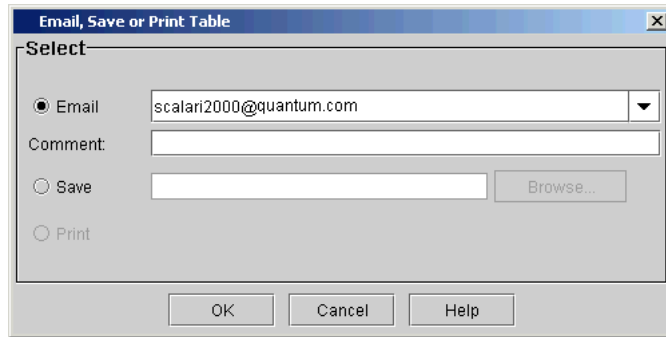 Email, Save or Print Table
Select
Email scalari2000@quantum.com
Comment:
Save Browse...
Print
OK Cancel Help